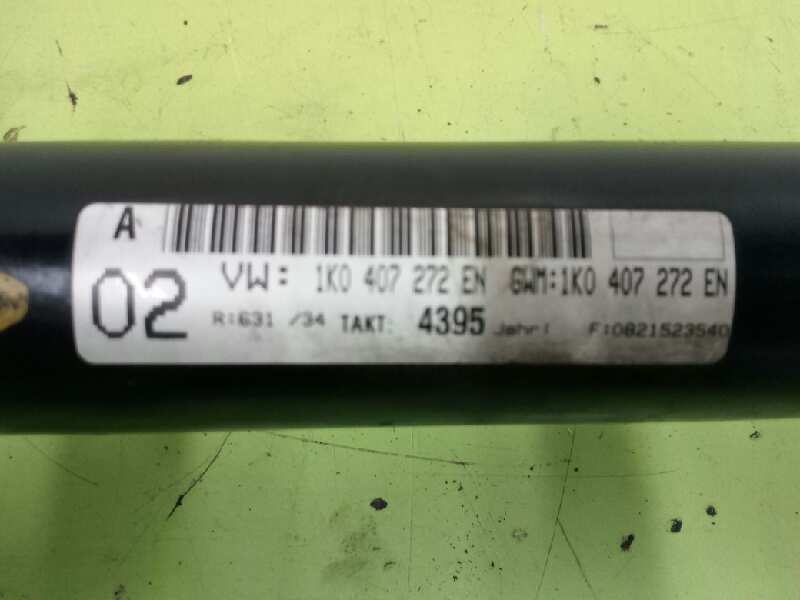 A
02
VW: 1K0 407 272 EN GWM:1K0 407 272 EN
R:631 /34 TAKT: 4395 Jahr! F:0821523540